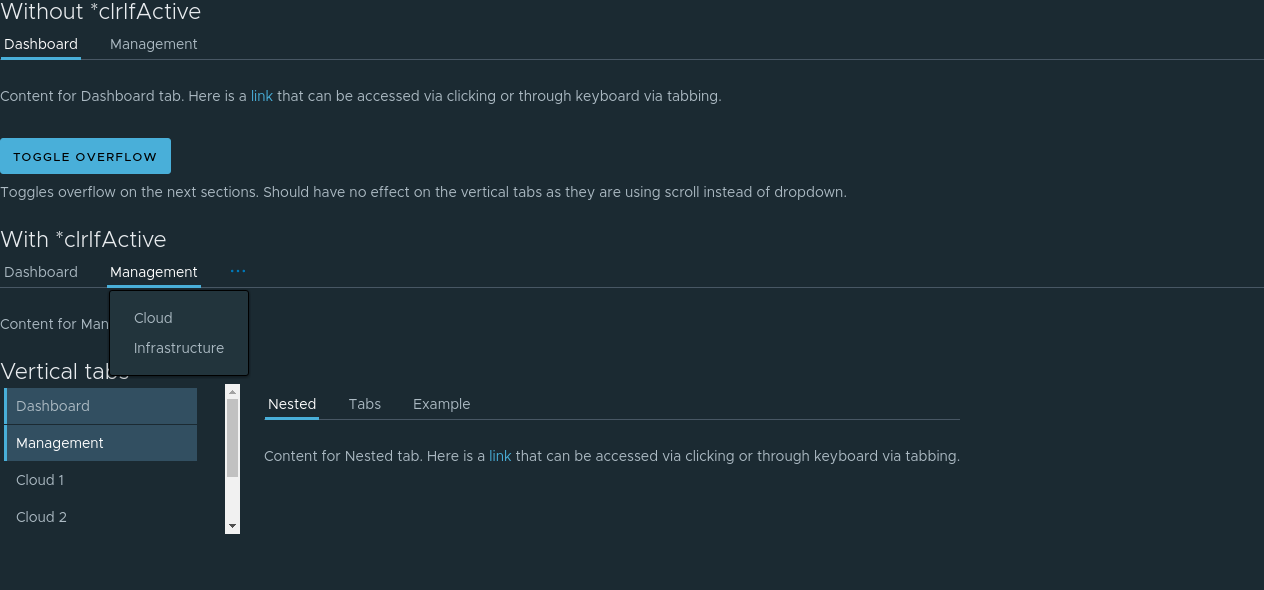 Without *clrIfActive
Dashboard Management
Content for Dashboard tab. Here is a link that can be accessed via clicking or through keyboard via tabbing.
TOGGLE OVERFLOW
Toggles overflow on the next sections. Should have no effect on the vertical tabs as they are using scroll instead of dropdown.
With *clrIfActive
Dashboard Management ...
Cloud
Content for Man
Infrastructure
Vertical tabs
Dashboard
Management
Cloud 1
Cloud 2
Nested Tabs Example
Content for Nested tab. Here is a link that can be accessed via clicking or through keyboard via tabbing.